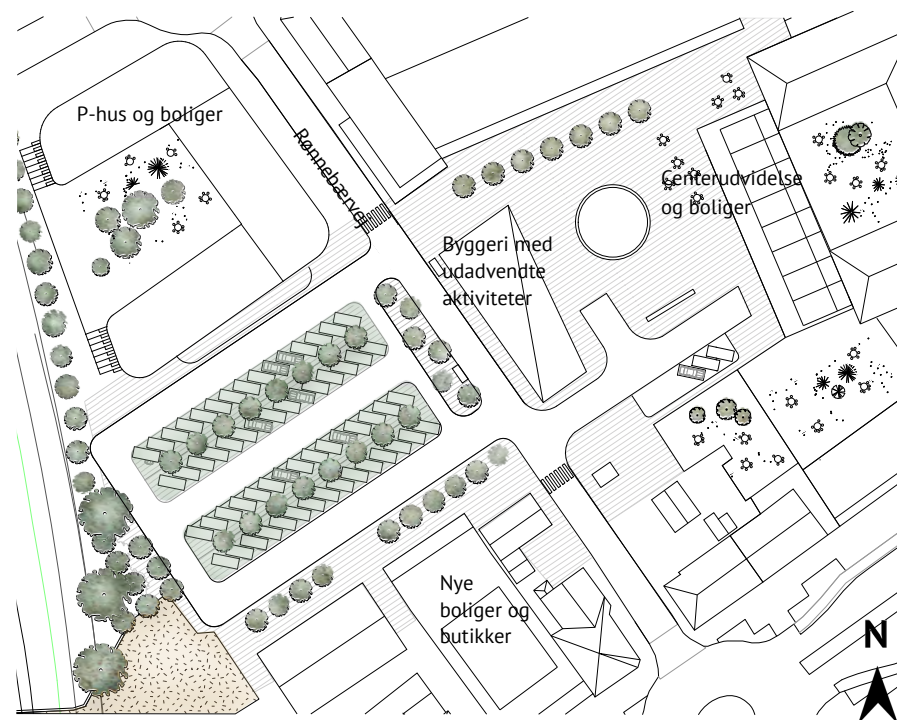 P-hus og boliger
Rønnebærvej
Centerudvidelse
og boliger
Byggeri med
udadvendte
aktiviteter
Nye
boliger og
butikker
N